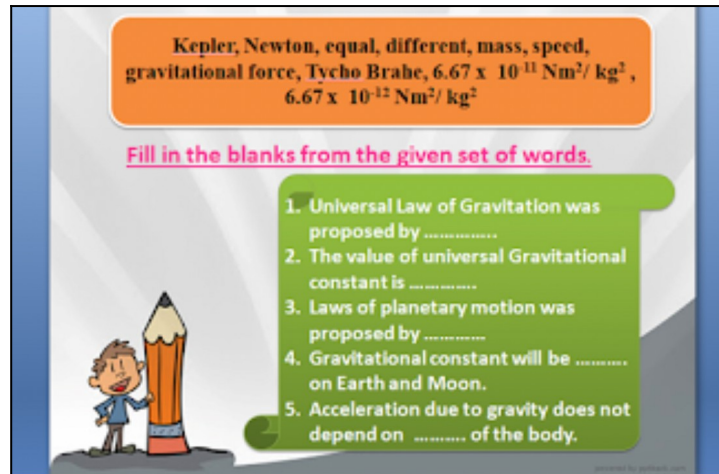 Kepler, Newton, equal, different, mass, speed,
gravitational force, Tycho Brahe, 6.67 x 10⁻¹¹ Nm²/ kg² ,
6.67 x 10⁻¹² Nm²/ kg²
Fill in the blanks from the given set of words.
1. Universal Law of Gravitation was
proposed by ..............
2. The value of universal Gravitational
constant is .............
3. Laws of planetary motion was
proposed by ............
4. Gravitational constant will be ..........
on Earth and Moon.
5. Acceleration due to gravity does not
depend on .......... of the body.